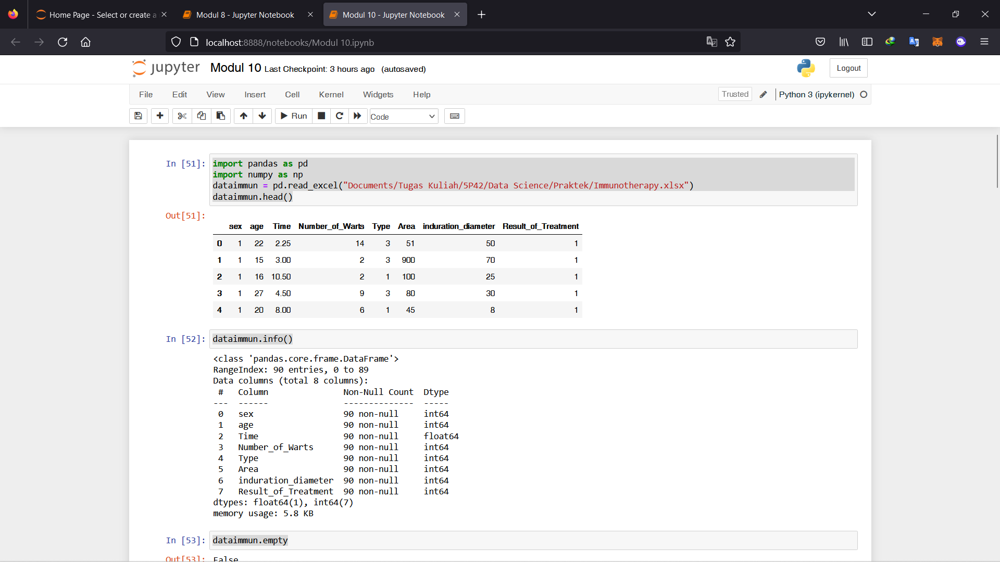 Home Page - Select or create a
Modul 8 - Jupyter Notebook
Modul 10 - Jupyter Notebook
localhost:8888/notebooks/Modul 10.ipynb
jupyter Modul 10 Last Checkpoint: 3 hours ago (autosaved)
Logout
File Edit View Insert Cell Kernel Widgets Help
Trusted
Python 3 (ipykernel)
Run
Code
In [51]: import pandas as pd
import numpy as np
dataimmun = pd.read_excel("Documents/Tugas Kuliah/5P42/Data Science/Praktek/Immunotherapy.xlsx")
dataimmun.head()
Out[51]:
sex age Time Number_of_Warts Type Area induration_diameter Result_of_Treatment
0 1 22 2.25 14 3 51 50 1
1 1 15 3.00 2 3 900 70 1
2 1 16 10.50 2 1 100 25 1
3 1 27 4.50 9 3 80 30 1
4 1 20 8.00 6 1 45 8 1
In [52]: dataimmun.info()
<class 'pandas.core.frame.DataFrame'>
RangeIndex: 90 entries, 0 to 89
Data columns (total 8 columns):
# Column Non-Null Count Dtype
--- ------ -------------- -----
0 sex 90 non-null int64
1 age 90 non-null int64
2 Time 90 non-null float64
3 Number_of_Warts 90 non-null int64
4 Type 90 non-null int64
5 Area 90 non-null int64
6 induration_diameter 90 non-null int64
7 Result_of_Treatment 90 non-null int64
dtypes: float64(1), int64(7)
memory usage: 5.8 KB
In [53]: dataimmun.empty
Out[53]: False